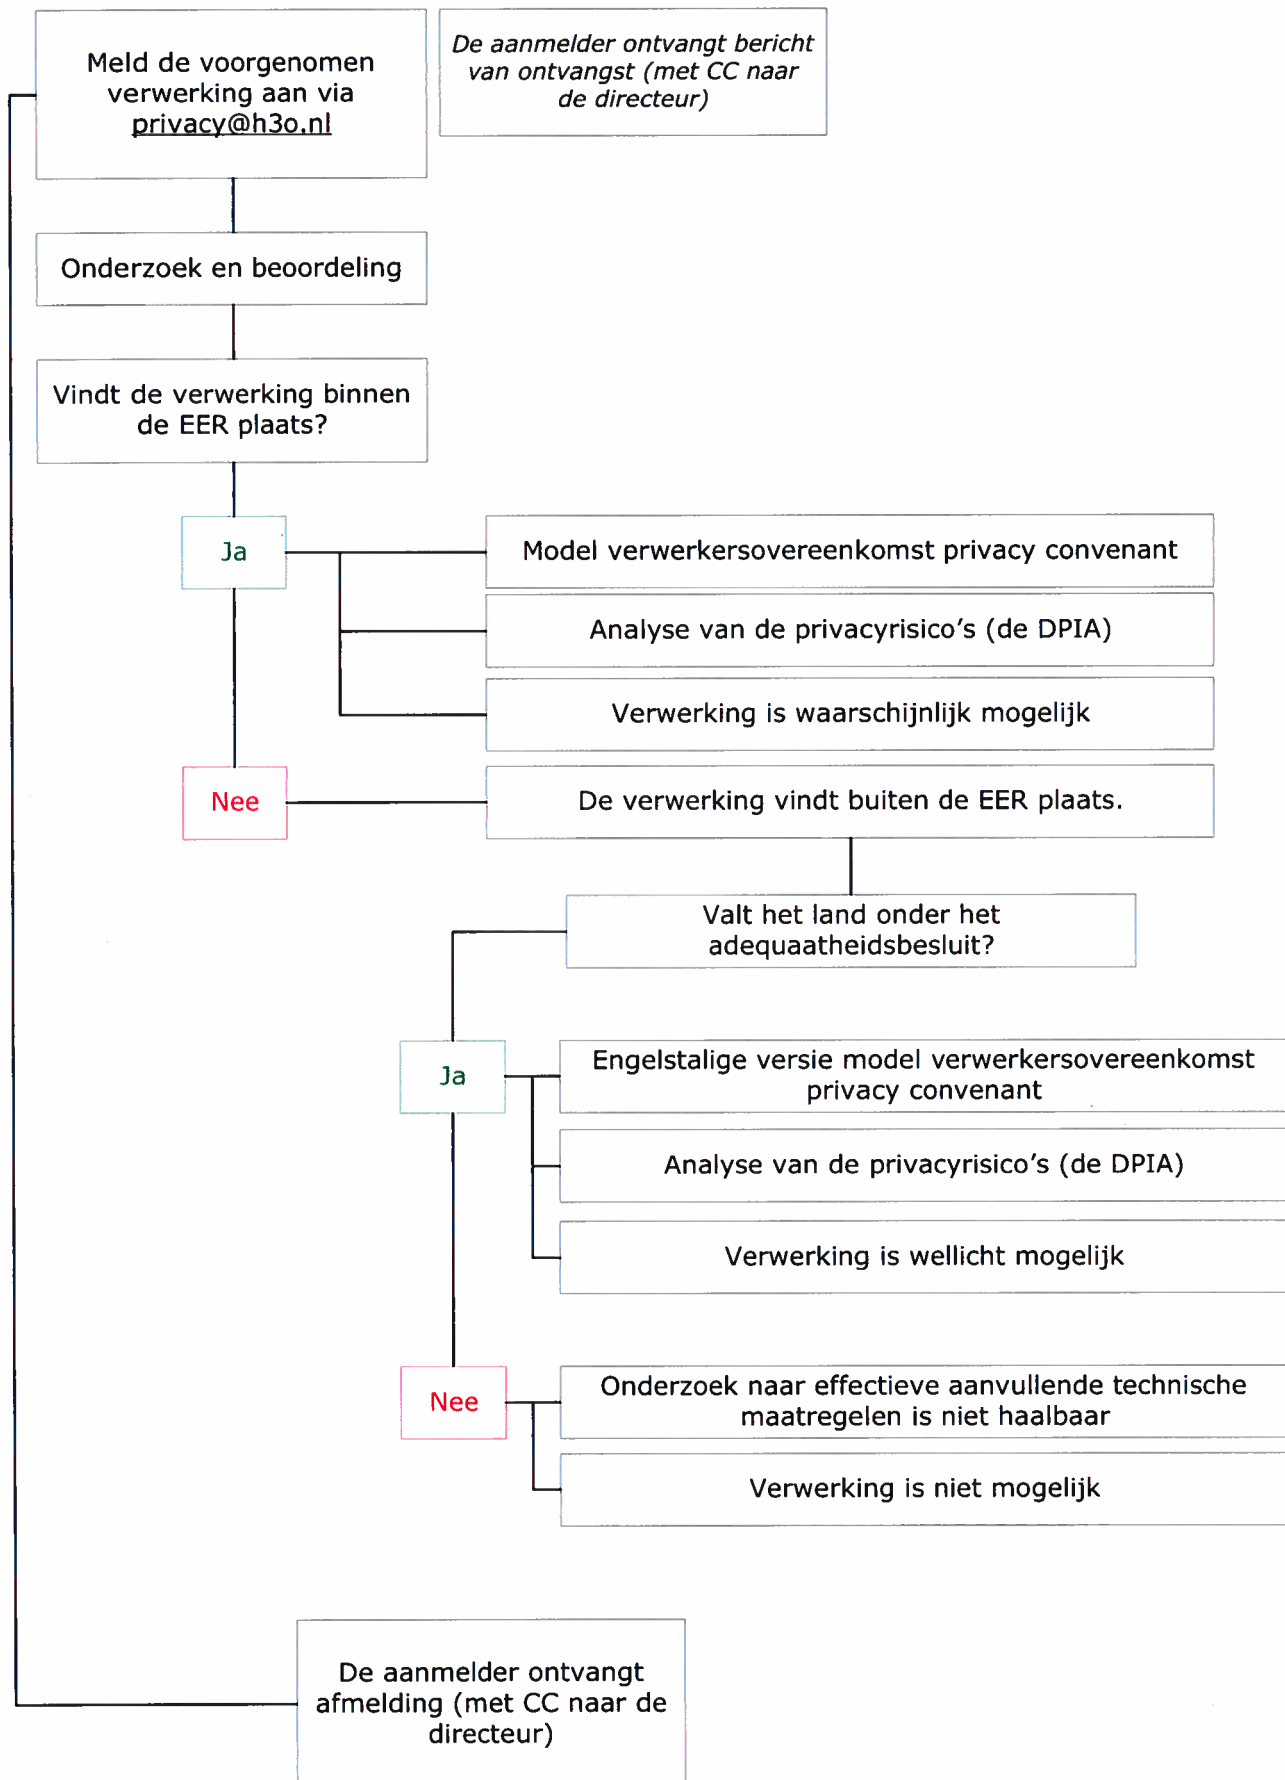 Meld de voorgenomen
verwerking aan via
privacy@h3o.nl
De aanmelder ontvangt bericht
van ontvangst (met CC naar
de directeur)
Onderzoek en beoordeling
Vindt de verwerking binnen
de EER plaats?
Ja
Model verwerkersovereenkomst privacy convenant
Analyse van de privacyrisico's (de DPIA)
Verwerking is waarschijnlijk mogelijk
Nee
De verwerking vindt buiten de EER plaats.
Valt het land onder het
adequaatheidsbesluit?
Ja
Engelstalige versie model verwerkersovereenkomst
privacy convenant
Analyse van de privacyrisico's (de DPIA)
Verwerking is wellicht mogelijk
Nee
Onderzoek naar effectieve aanvullende technische
maatregelen is niet haalbaar
Verwerking is niet mogelijk
De aanmelder ontvangt
afmelding (met CC naar de
directeur)